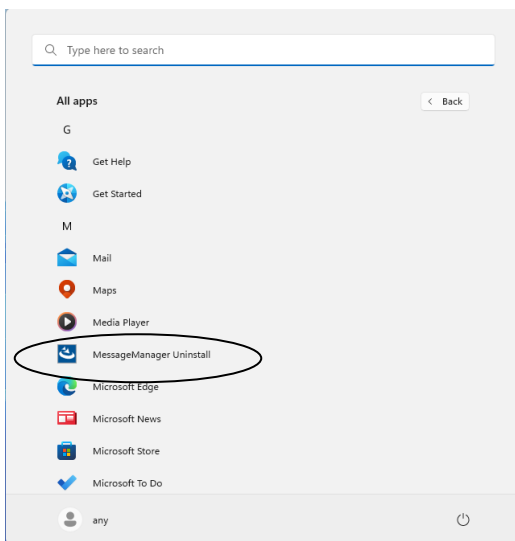 Type here to search
All apps
Back
G
Get Help
Get Started
M
Mail
Maps
Media Player
MessageManager Uninstall
Microsoft Edge
Microsoft News
Microsoft Store
Microsoft To Do
any